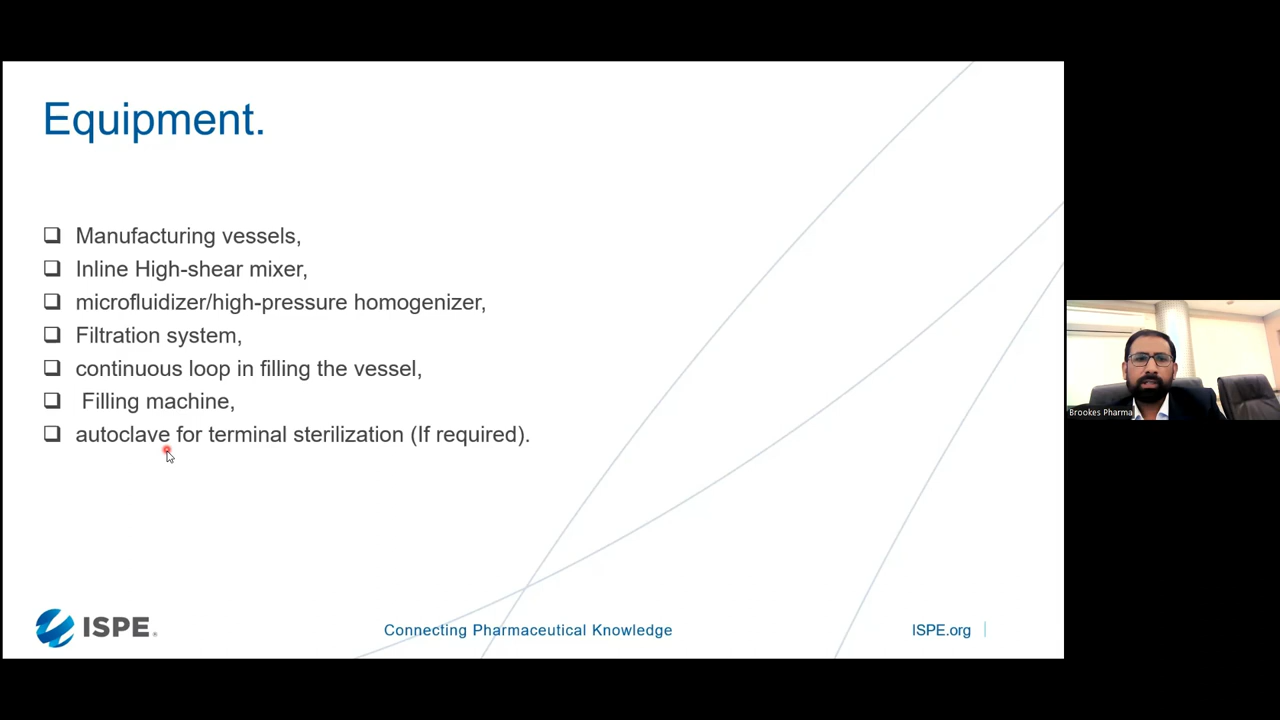 Equipment.
❑ Manufacturing vessels,
❑ Inline High-shear mixer,
❑ microfluidizer/high-pressure homogenizer,
❑ Filtration system,
❑ continuous loop in filling the vessel,
❑ Filling machine,
❑ autoclave for terminal sterilization (If required).
Brookes Pharma
ISPE®
Connecting Pharmaceutical Knowledge
ISPE.org